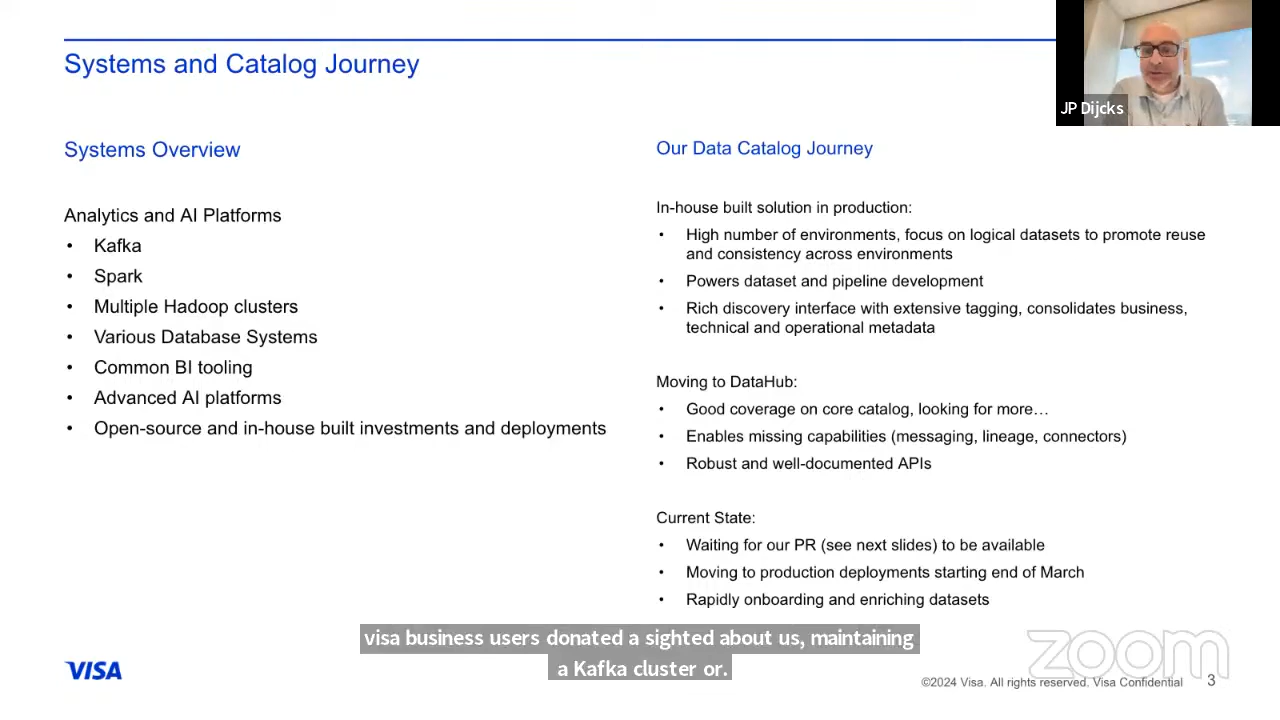 Systems and Catalog Journey
JP Dijcks
Systems Overview
Analytics and AI Platforms
• Kafka
• Spark
• Multiple Hadoop clusters
• Various Database Systems
• Common BI tooling
• Advanced AI platforms
• Open-source and in-house built investments and deployments
Our Data Catalog Journey
In-house built solution in production:
• High number of environments, focus on logical datasets to promote reuse
and consistency across environments
• Powers dataset and pipeline development
• Rich discovery interface with extensive tagging, consolidates business,
technical and operational metadata
Moving to DataHub:
• Good coverage on core catalog, looking for more…
• Enables missing capabilities (messaging, lineage, connectors)
• Robust and well-documented APIs
Current State:
• Waiting for our PR (see next slides) to be available
• Moving to production deployments starting end of March
• Rapidly onboarding and enriching datasets
visa business users donated a sighted about us, maintaining
a Kafka cluster or.
VISA
zoom
©2024 Visa. All rights reserved. Visa Confidential
3